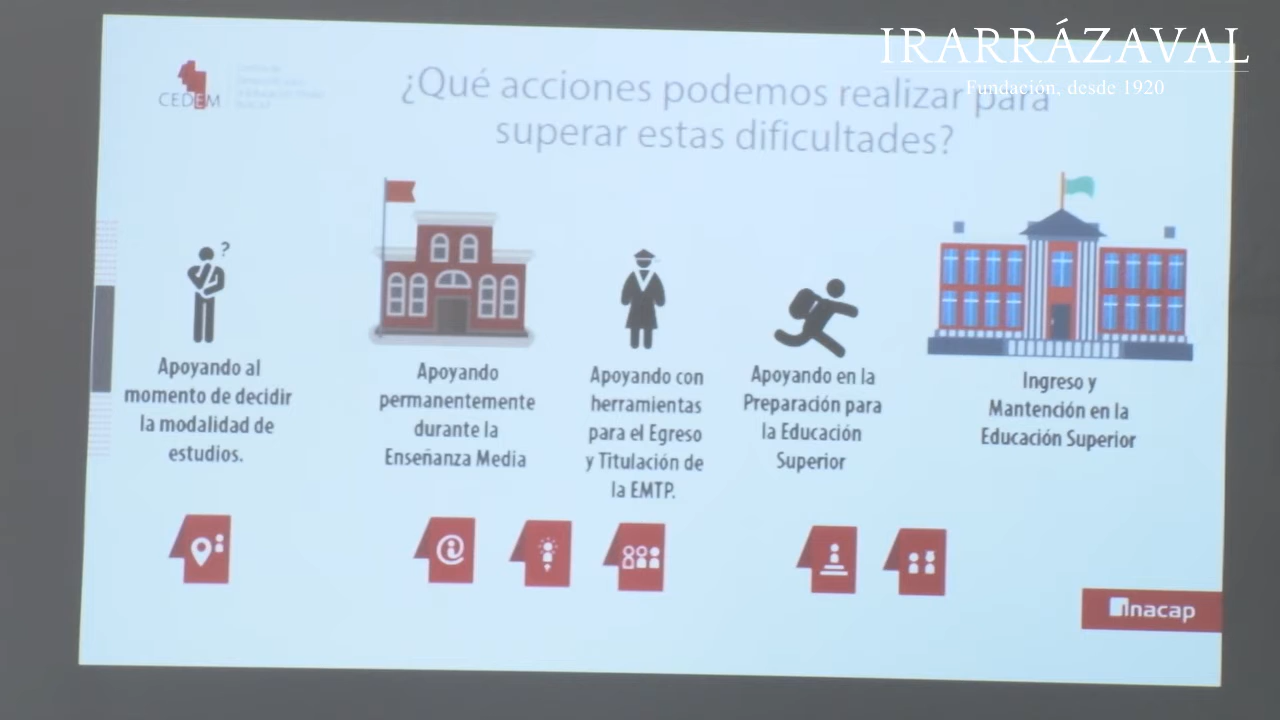 IRARRÁZAVAL
Fundación, desde 1920
CEDEM
¿Qué acciones podemos realizar para
superar estas dificultades?
?
Apoyando al
momento de decidir
la modalidad de
estudios.
Apoyando
permanentemente
durante la
Enseñanza Media
Apoyando con
herramientas
para el Egreso
y Titulación de
la EMTP.
Apoyando en la
Preparación para
la Educación
Superior
Ingreso y
Mantención en la
Educación Superior
@
inacap